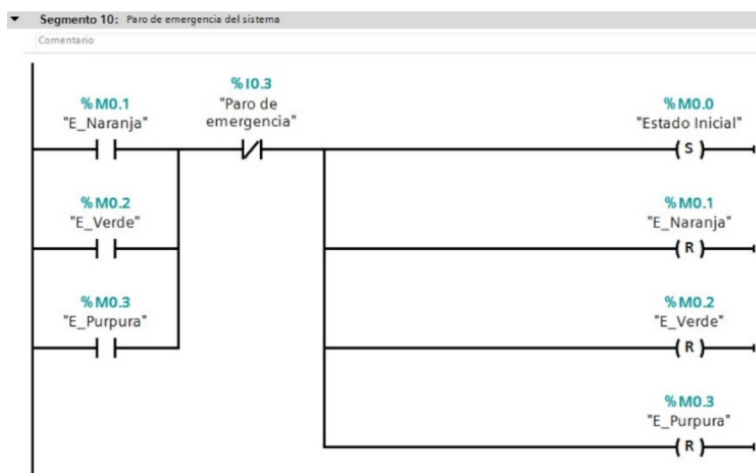 Segmento 10: Paro de emergencia del sistema
Comentario
%M0.1
"E_Naranja"
%I0.3
"Paro de
emergencia"
%M0.0
"Estado Inicial"
S
%M0.2
"E_Verde"
%M0.1
"E_Naranja"
R
%M0.3
"E_Purpura"
%M0.2
"E_Verde"
R
%M0.3
"E_Purpura"
R